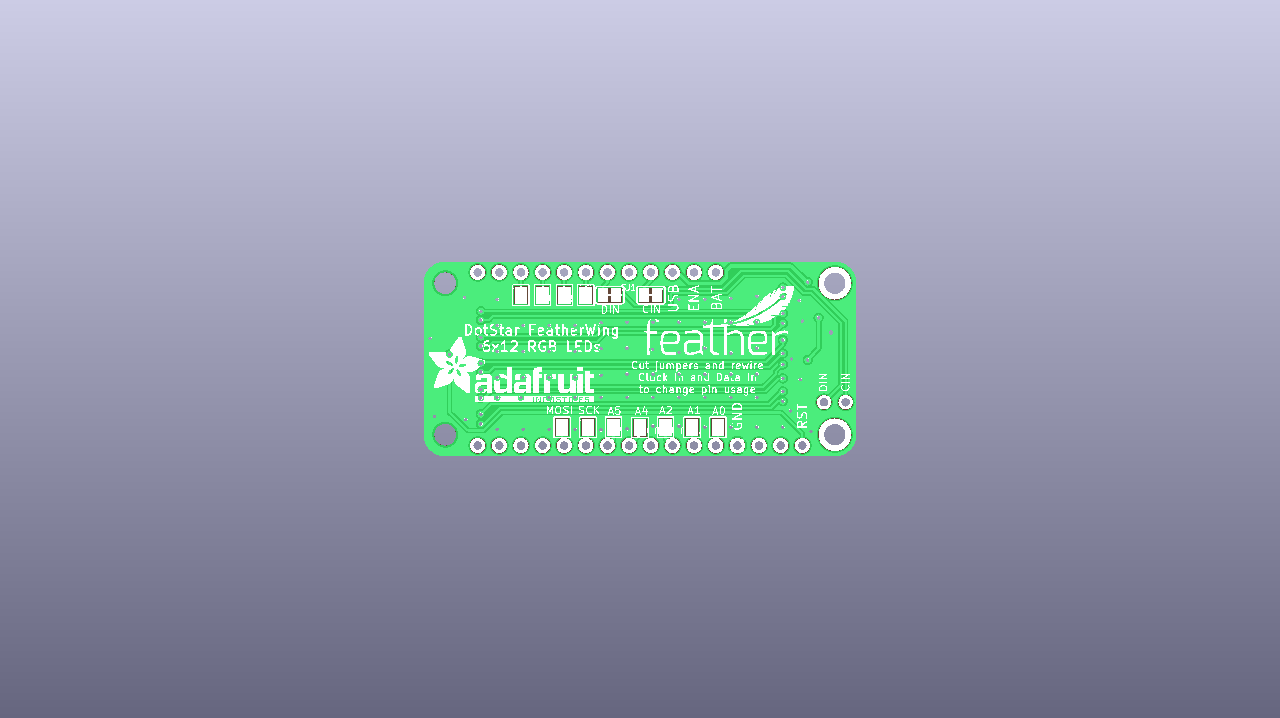 USB
ENA
BAT
DIN
CIN
DotStar FeatherWing
6x12 RGB LEDs
feather
Cut jumpers and rewire
Clock In and Data In
to change pin usage
adafruit
INDUSTRIES
DIN
CIN
MOSI SCK A5 A4 A2 A1 A0
GND
RST